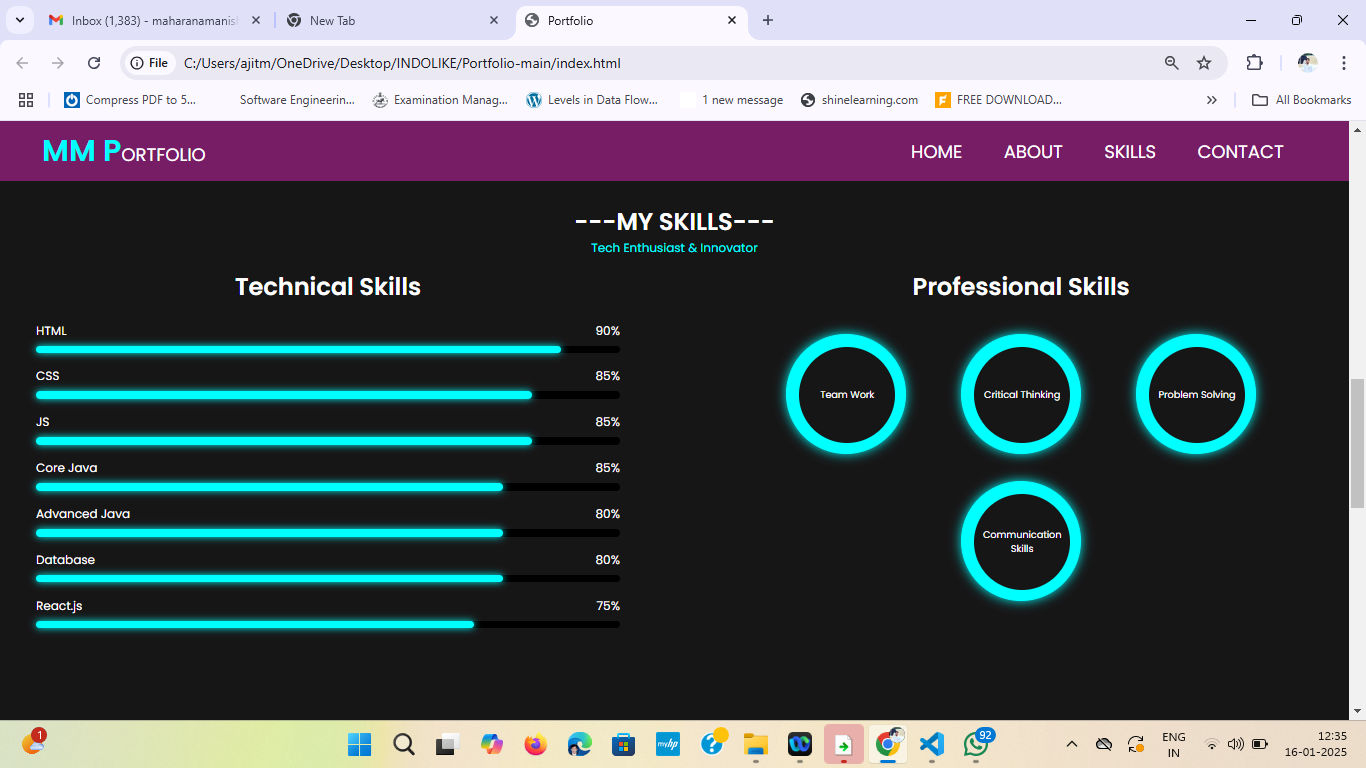 Inbox (1,383) - maharanamanis
New Tab
Portfolio
File
C:/Users/ajitm/OneDrive/Desktop/INDOLIKE/Portfolio-main/index.html
Compress PDF to 5...
Software Engineerin...
Examination Manag...
Levels in Data Flow...
1 new message
shinelearning.com
FREE DOWNLOAD...
All Bookmarks
MM PORTFOLIO
HOME
ABOUT
SKILLS
CONTACT
---MY SKILLS---
Tech Enthusiast & Innovator
Technical Skills
HTML 90%
CSS 85%
JS 85%
Core Java 85%
Advanced Java 80%
Database 80%
React.js 75%
Professional Skills
Team Work
Critical Thinking
Problem Solving
Communication
Skills
1
myhp
92
ENG
IN
12:35
16-01-2025